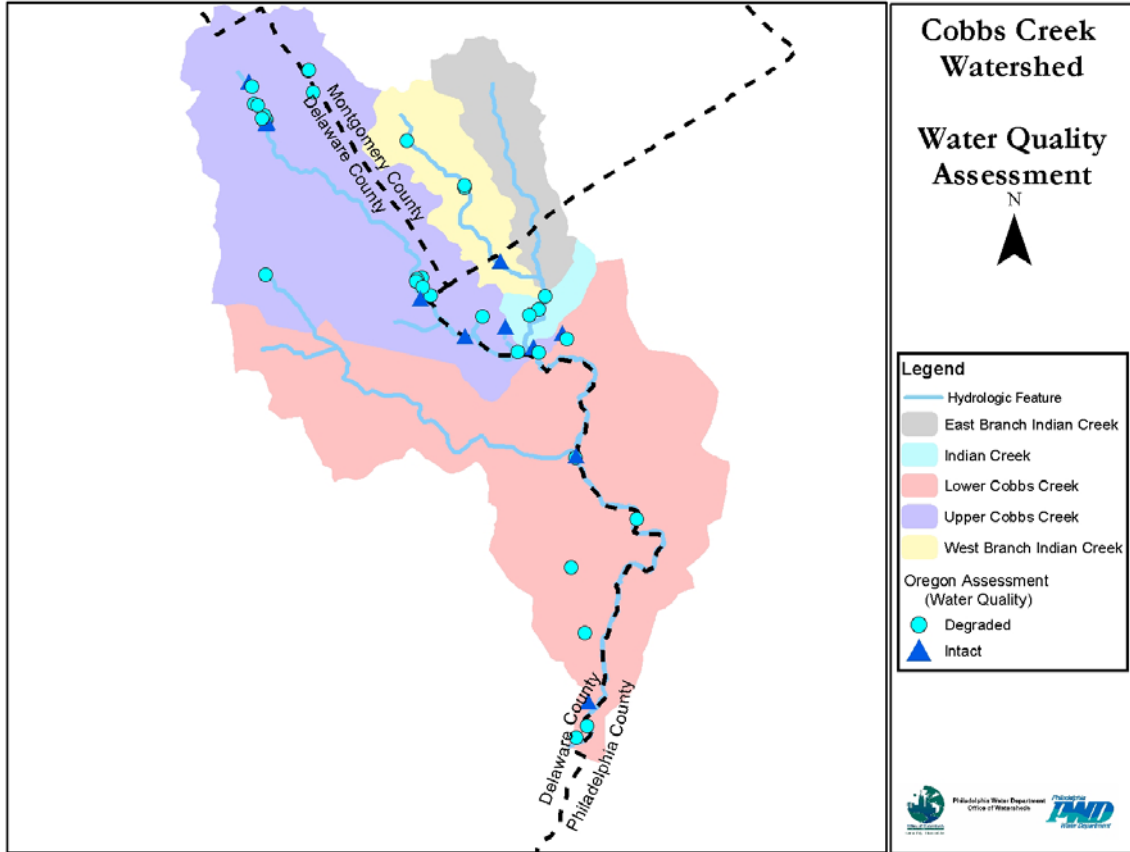 Cobbs Creek
Watershed
Water Quality
Assessment
N
Montgomery County
Delaware County
Delaware County
Philadelphia County
Legend
Hydrologic Feature
East Branch Indian Creek
Indian Creek
Lower Cobbs Creek
Upper Cobbs Creek
West Branch Indian Creek
Oregon Assessment
(Water Quality)
Degraded
Intact
Philadelphia Water Department
Office of Watersheds
Philadelphia
PWD
Water Department